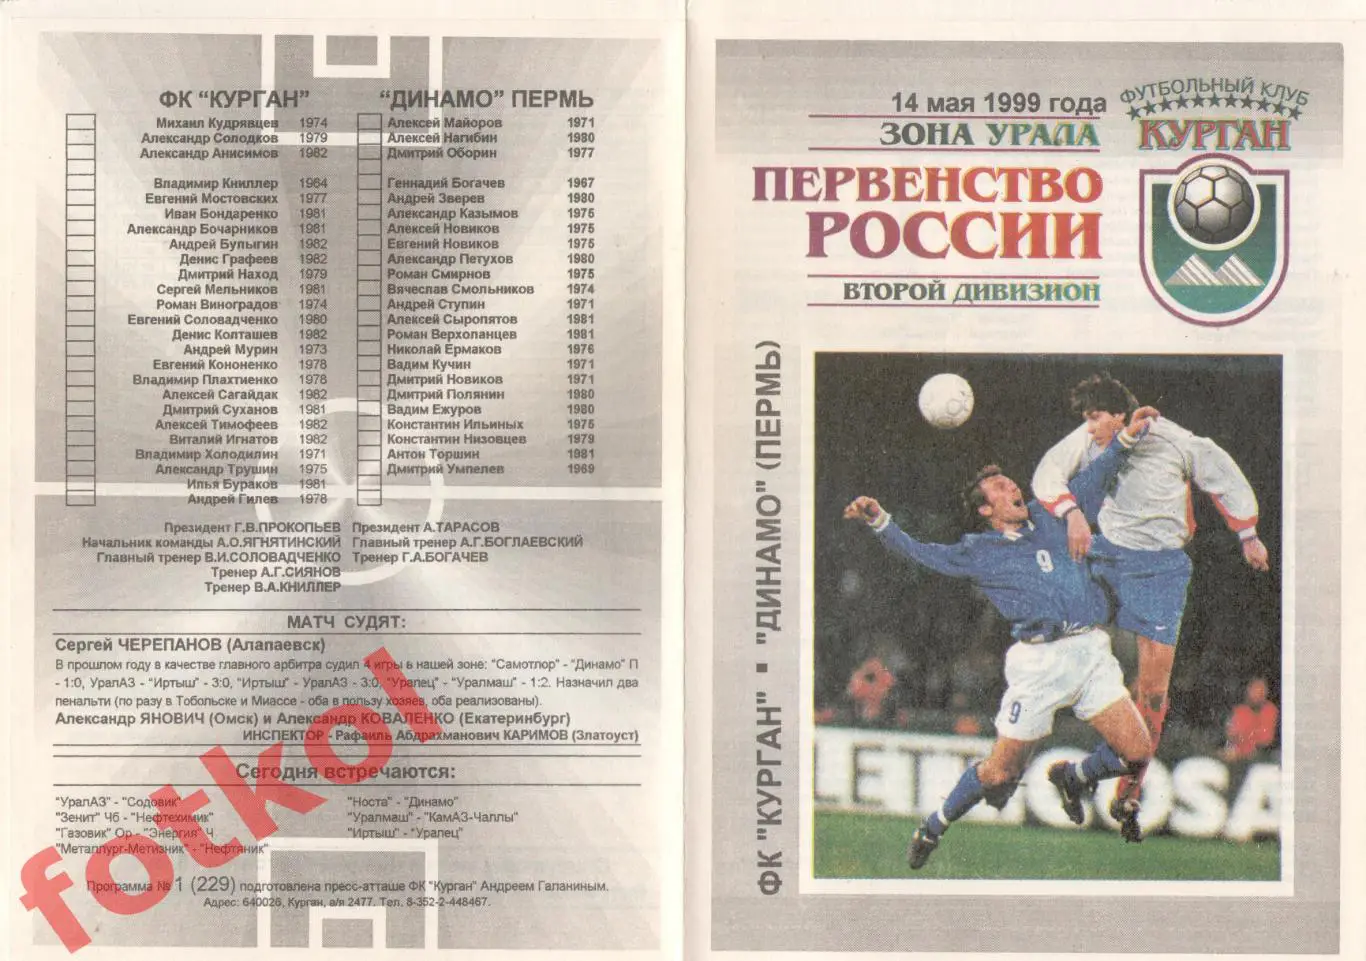 ФК "КУРГАН"
Михаил Кудрявцев 1974
Александр Солодков 1979
Александр Анисимов 1982
Владимир Книллер 1964
Евгений Мостовских 1977
Иван Бондаренко 1981
Александр Бочарников 1981
Андрей Булыгин 1982
Денис Графеев 1982
Дмитрий Наход 1979
Сергей Мельников 1981
Роман Виноградов 1974
Евгений Соловадченко 1980
Денис Колташев 1982
Андрей Мурин 1973
Евгений Кононенко 1978
Владимир Плахтиенко 1978
Алексей Сагайдак 1982
Дмитрий Суханов 1981
Алексей Тимофеев 1982
Виталий Игнатов 1982
Владимир Холодилин 1971
Александр Трушин 1975
Илья Бураков 1981
Андрей Гилев 1978
Президент Г.В.ПРОКОПЬЕВ
Начальник команды А.О.ЯГНЯТИНСКИЙ
Главный тренер В.И.СОЛОВАДЧЕНКО
Тренер А.Г.СИЯНОВ
Тренер В.А.КНИЛЛЕР
"ДИНАМО" ПЕРМЬ
Алексей Майоров 1971
Алексей Нагибин 1980
Дмитрий Оборин 1977
Геннадий Богачев 1967
Андрей Зверев 1980
Александр Казымов 1975
Алексей Новиков 1975
Евгений Новиков 1975
Александр Петухов 1980
Роман Смирнов 1975
Вячеслав Смольников 1974
Андрей Ступин 1971
Алексей Сыропятов 1981
Роман Верхоланцев 1981
Николай Ермаков 1976
Вадим Кучин 1971
Дмитрий Новиков 1971
Дмитрий Полянин 1980
Вадим Ежуров 1980
Константин Ильиных 1975
Константин Низовцев 1979
Антон Торшин 1981
Дмитрий Умпелев 1969
Президент А.ТАРАСОВ
Главный тренер А.Г.БОГЛАЕВСКИЙ
Тренер Г.А.БОГАЧЕВ
МАТЧ СУДЯТ:
Сергей ЧЕРЕПАНОВ (Алапаевск)
В прошлом году в качестве главного арбитра судил 4 игры в нашей зоне: "Самотлор" - "Динамо" П
- 1:0, УралАЗ - "Иртыш" - 3:0, "Иртыш" - УралАЗ - 3:0, "Уралец" - "Уралмаш" - 1:2. Назначил два
пенальти (по разу в Тобольске и Миассе - оба в пользу хозяев, оба реализованы).
Александр ЯНОВИЧ (Омск) и Александр КОВАЛЕНКО (Екатеринбург)
ИНСПЕКТОР - Рафаиль Абдрахманович КАРИМОВ (Златоуст)
Сегодня встречаются:
"УралАЗ" - "Содовик"
"Зенит" Чб - "Нефтехимик"
"Газовик" Ор - "Энергия" Ч
"Металлург-Метизник" - "Нефтяник"
"Носта" - "Динамо"
"Уралмаш" - "КамАЗ-Чаллы"
"Иртыш" - "Уралец"
Программа № 1 (229) подготовлена пресс-атташе ФК "Курган" Андреем Галаниным.
Адрес: 640026, Курган, а/я 2477. Тел. 8-352-2-448467.
fotkol
14 мая 1999 года
ЗОНА УРАЛА
ПЕРВЕНСТВО
РОССИИ
ВТОРОЙ ДИВИЗИОН
ФУТБОЛЬНЫЙ КЛУБ
КУРГАН
ФК "КУРГАН" - "ДИНАМО" (ПЕРМЬ)
9
9